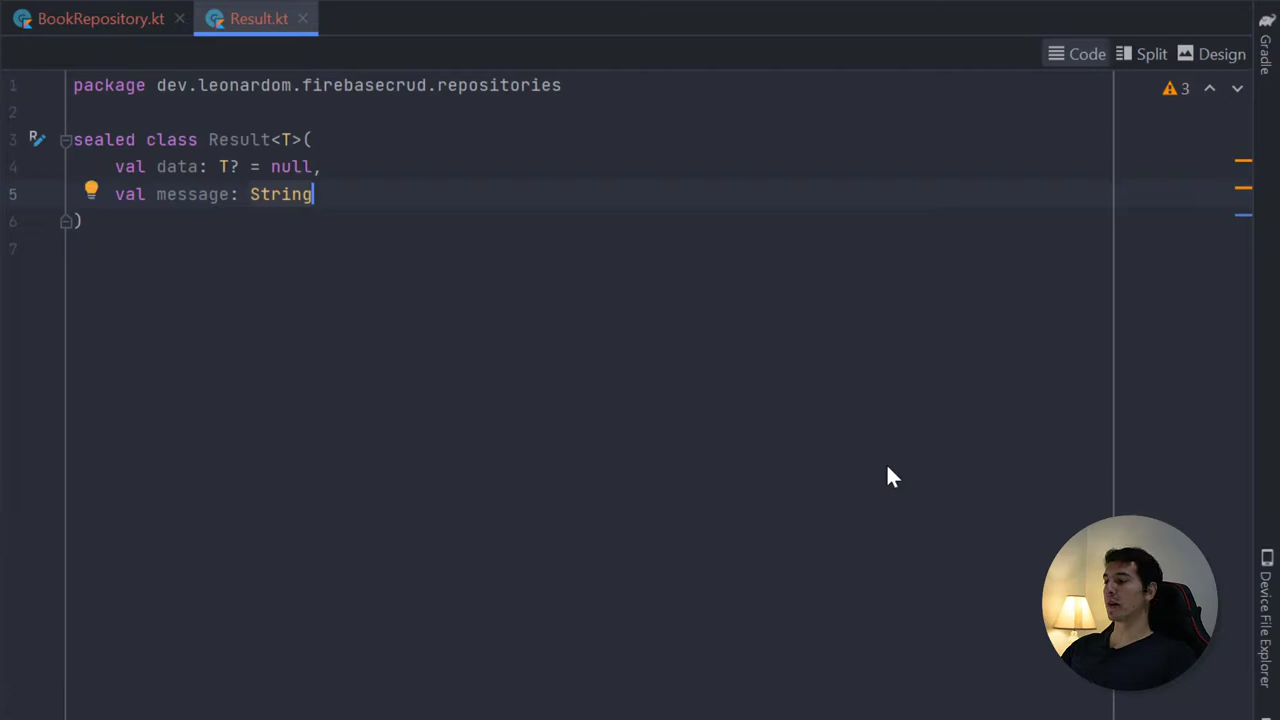 BookRepository.kt
Result.kt
Code Split Design
Gradle
1 package dev.leonardom.firebasecrud.repositories
3
2
3 sealed class Result<T>(
4 val data: T? = null,
5 val message: String
6 )
7
Device File Explorer